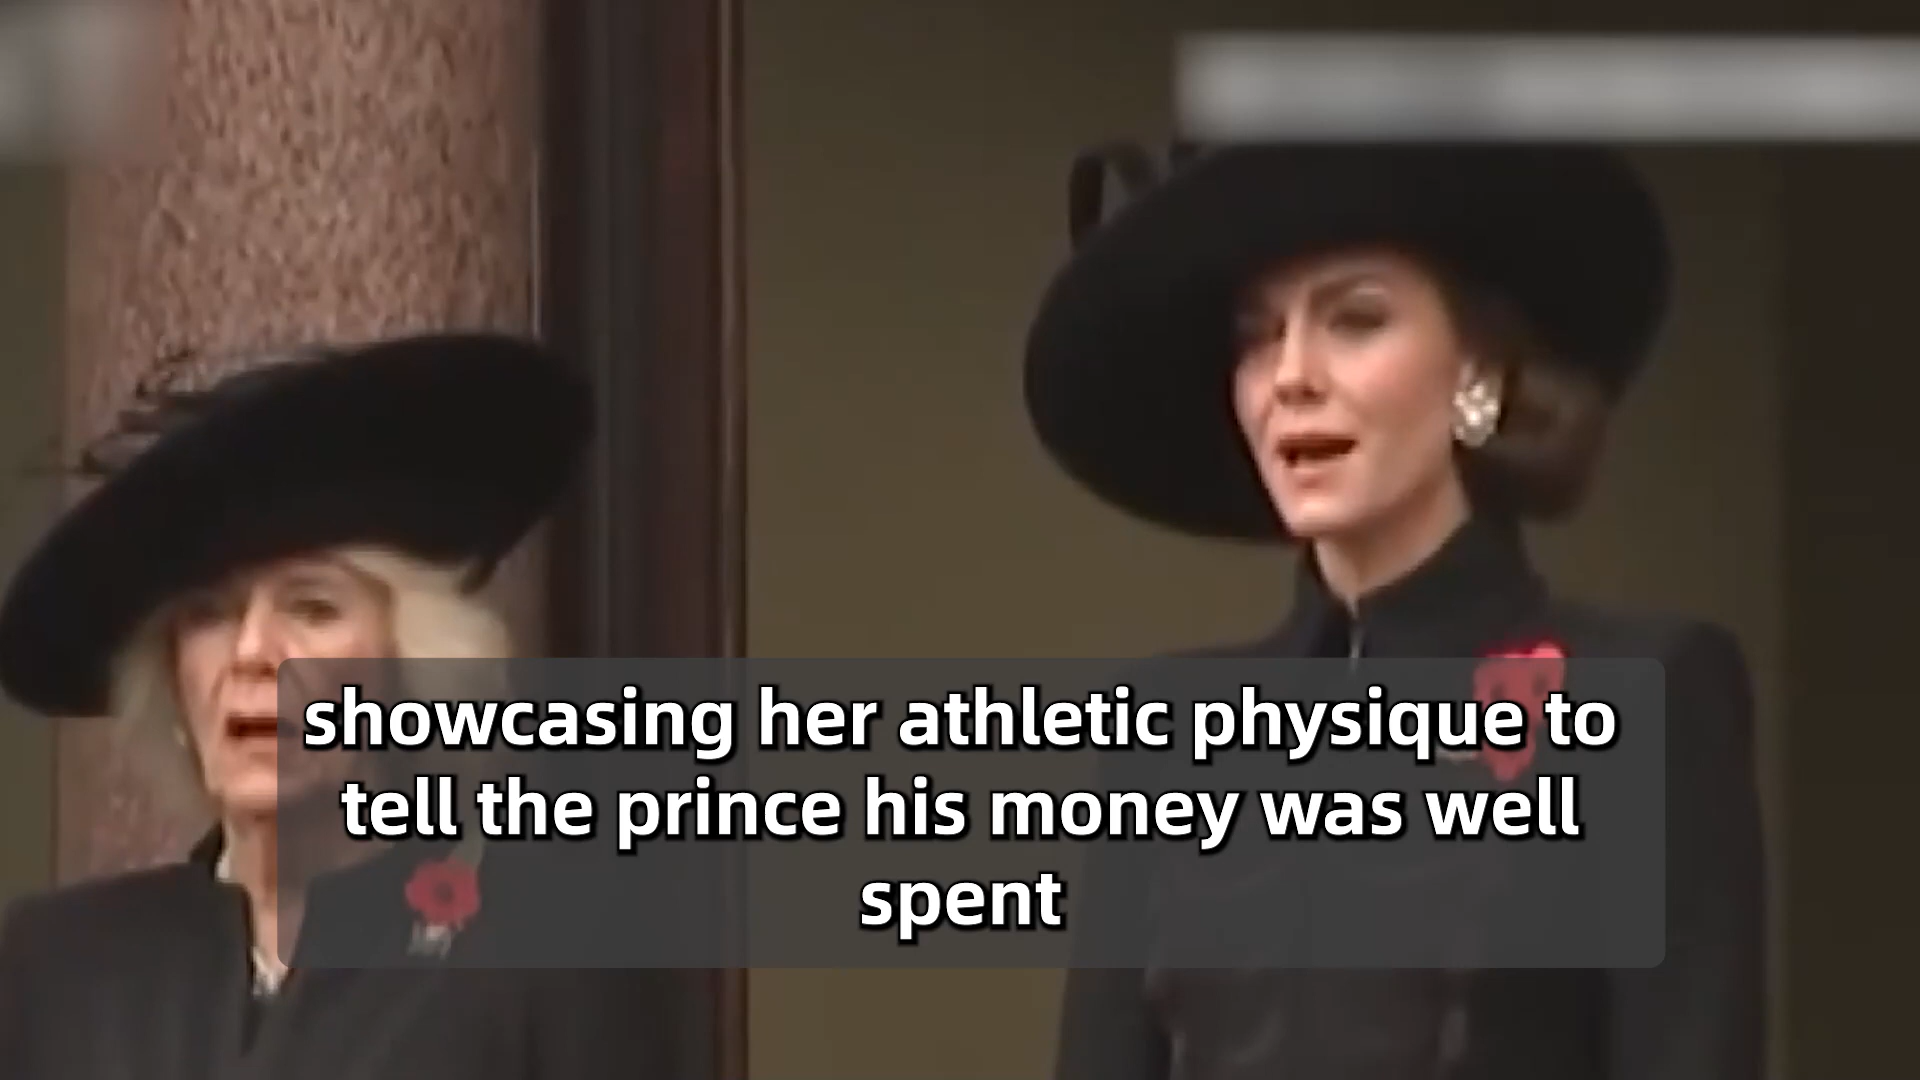 showcasing her athletic physique to
tell the prince his money was well
spent